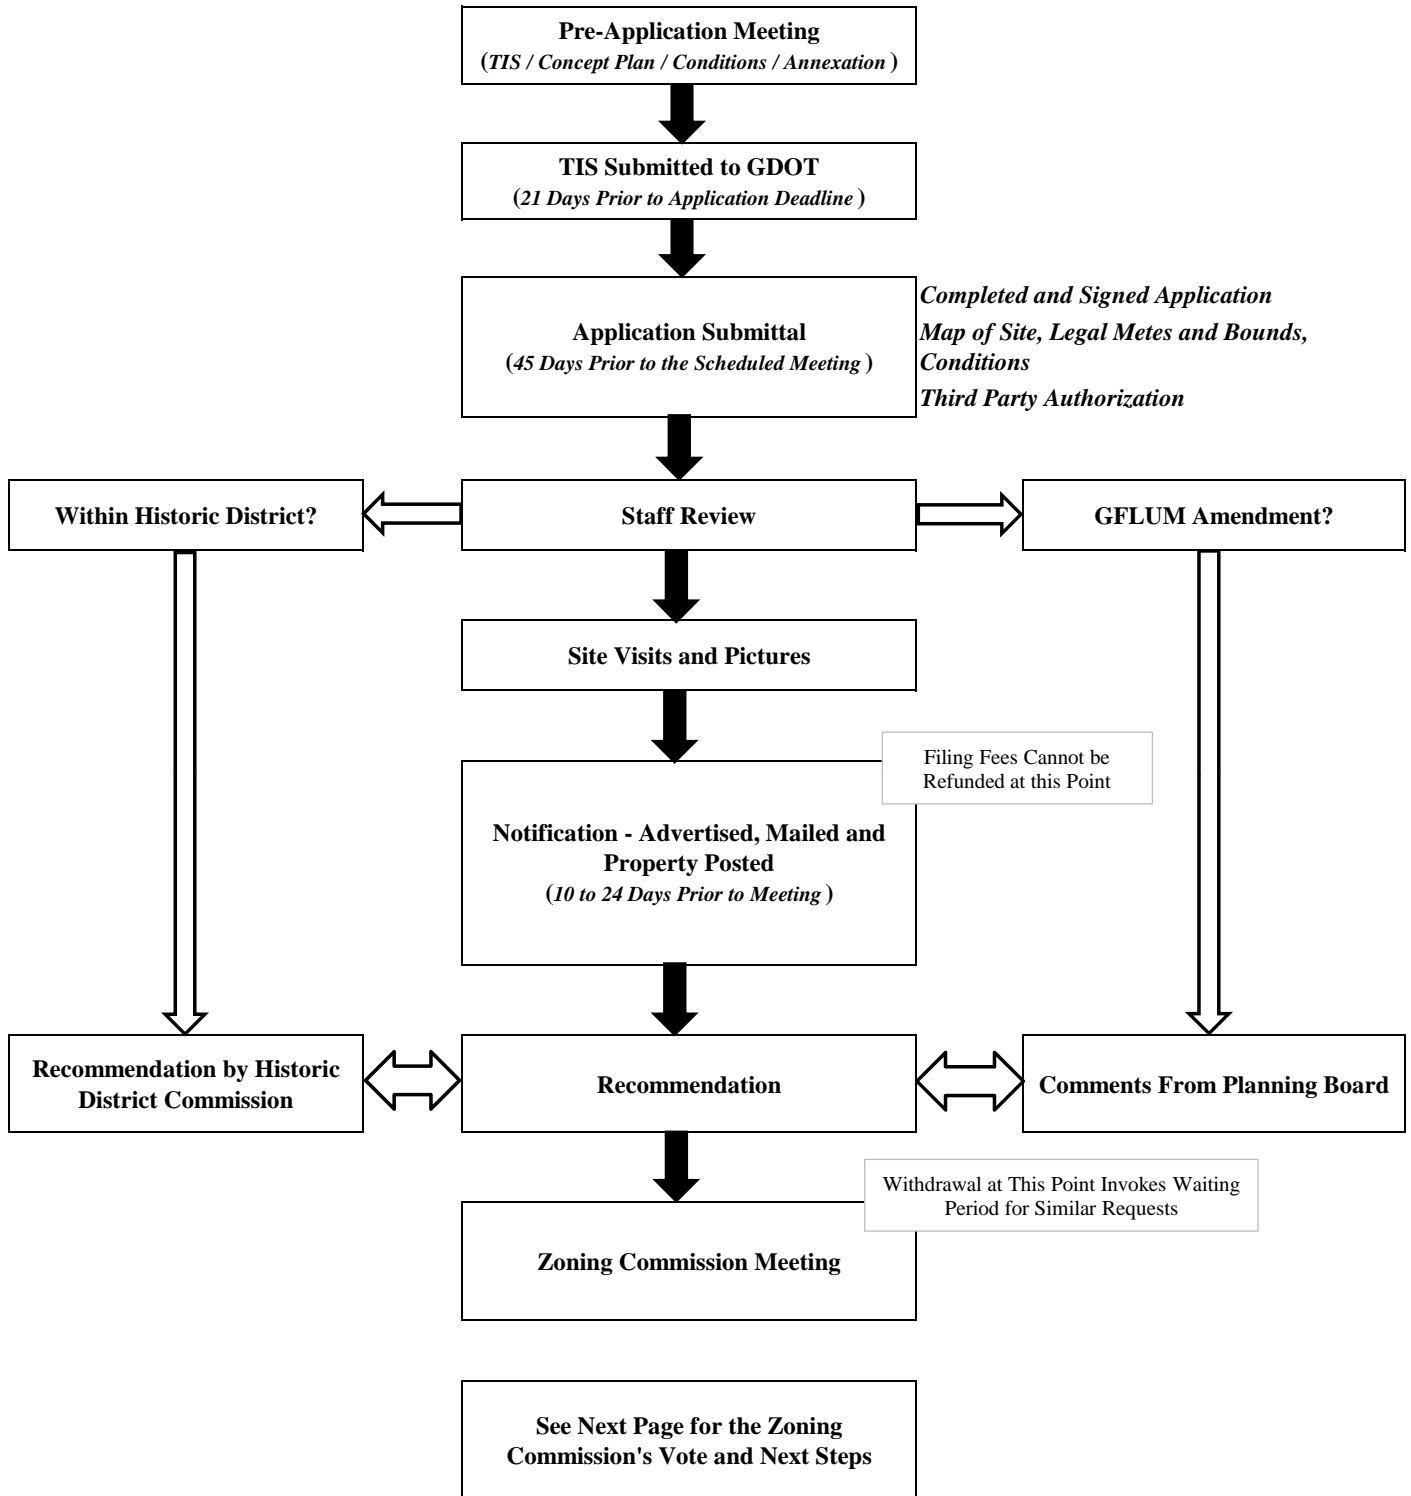 Pre-Application Meeting
(TIS / Concept Plan / Conditions / Annexation )
TIS Submitted to GDOT
(21 Days Prior to Application Deadline )
Application Submittal
(45 Days Prior to the Scheduled Meeting )
Completed and Signed Application
Map of Site, Legal Metes and Bounds,
Conditions
Third Party Authorization
Within Historic District?
Staff Review
GFLUM Amendment?
Site Visits and Pictures
Filing Fees Cannot be
Refunded at this Point
Notification - Advertised, Mailed and
Property Posted
(10 to 24 Days Prior to Meeting )
Recommendation by Historic
District Commission
Recommendation
Comments From Planning Board
Withdrawal at This Point Invokes Waiting
Period for Similar Requests
Zoning Commission Meeting
See Next Page for the Zoning
Commission's Vote and Next Steps